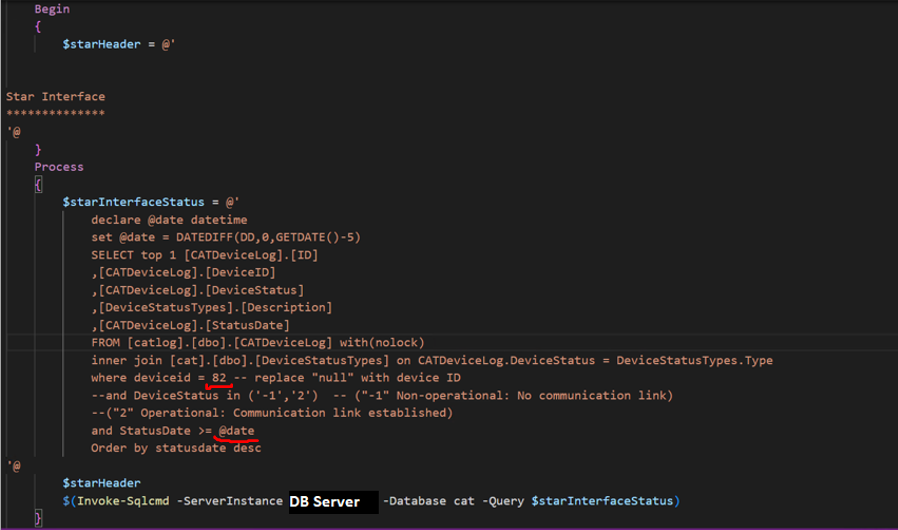 Begin
{
$starHeader = @'
Star Interface
**************
'@
}
Process
{
$starInterfaceStatus = @'
declare @date datetime
set @date = DATEDIFF(DD,0,GETDATE()-5)
SELECT top 1 [CATDeviceLog].[ID]
,[CATDeviceLog].[DeviceID]
,[CATDeviceLog].[DeviceStatus]
,[DeviceStatusTypes].[Description]
,[CATDeviceLog].[StatusDate]
FROM [catlog].[dbo].[CATDeviceLog] with(nolock)
inner join [cat].[dbo].[DeviceStatusTypes] on CATDeviceLog.DeviceStatus = DeviceStatusTypes.Type
where deviceid = 82 -- replace "null" with device ID
--and DeviceStatus in ('-1','2')  -- ("-1" Non-operational: No communication link)
--("2" Operational: Communication link established)
and StatusDate >= @date
Order by statusdate desc
'@
$starHeader
$(Invoke-Sqlcmd -ServerInstance DB Server -Database cat -Query $starInterfaceStatus)
}